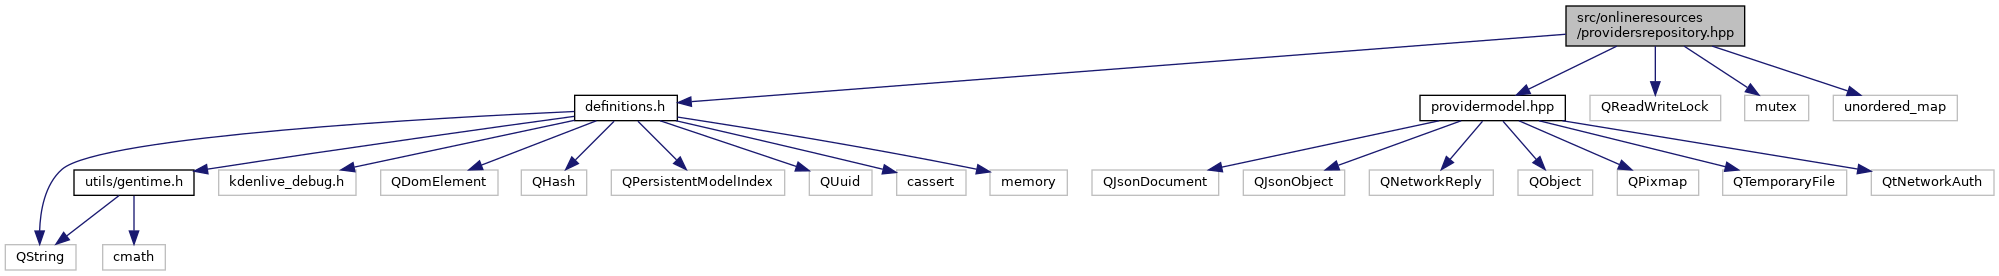 src/onlineresources
/providersrepository.hpp
definitions.h
providermodel.hpp
QReadWriteLock
mutex
unordered_map
utils/gentime.h
kdenlive_debug.h
QDomElement
QHash
QPersistentModelIndex
QUuid
cassert
memory
QJsonDocument
QJsonObject
QNetworkReply
QObject
QPixmap
QTemporaryFile
QtNetworkAuth
QString
cmath